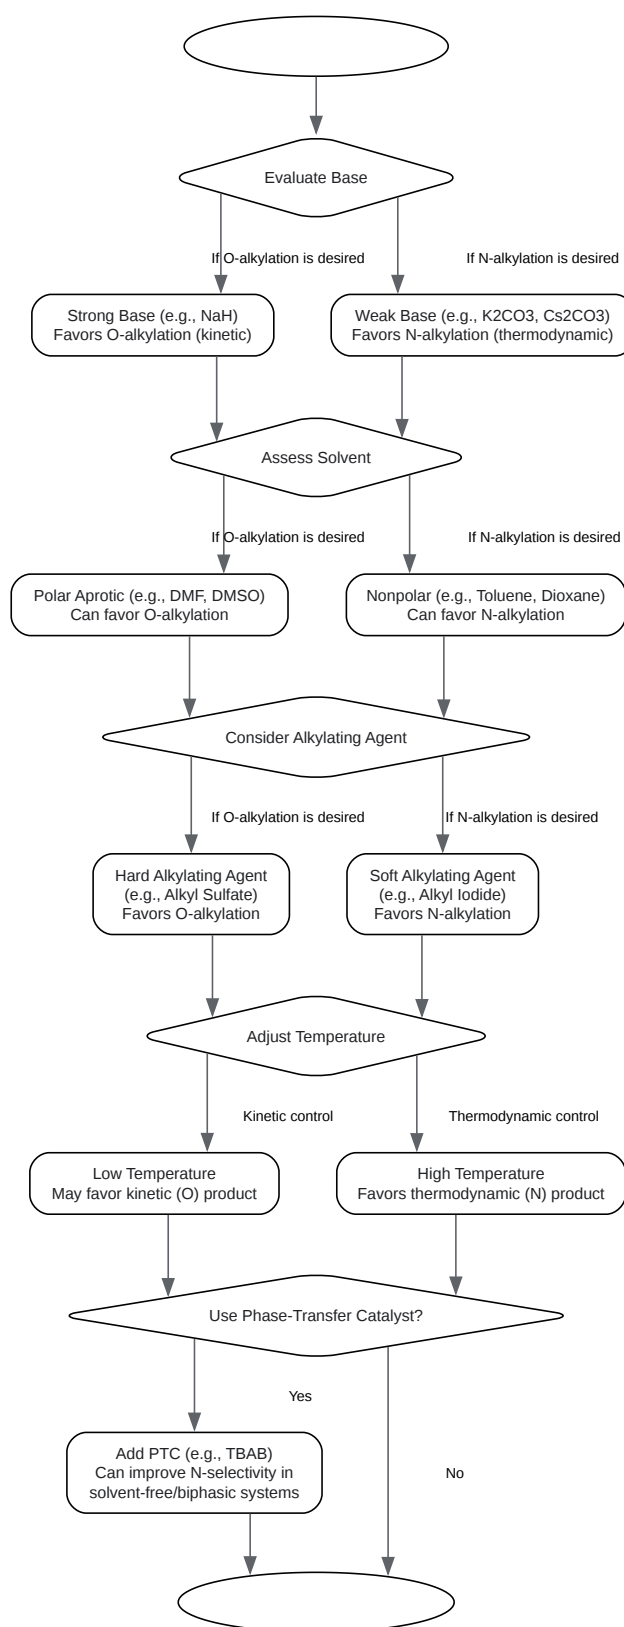 Evaluate Base
If O-alkylation is desired
If N-alkylation is desired
Strong Base (e.g., NaH)
Favors O-alkylation (kinetic)
Weak Base (e.g., K2CO3, Cs2CO3)
Favors N-alkylation (thermodynamic)
Assess Solvent
If O-alkylation is desired
If N-alkylation is desired
Polar Aprotic (e.g., DMF, DMSO)
Can favor O-alkylation
Nonpolar (e.g., Toluene, Dioxane)
Can favor N-alkylation
Consider Alkylating Agent
If O-alkylation is desired
If N-alkylation is desired
Hard Alkylating Agent
(e.g., Alkyl Sulfate)
Favors O-alkylation
Soft Alkylating Agent
(e.g., Alkyl Iodide)
Favors N-alkylation
Adjust Temperature
Kinetic control
Thermodynamic control
Low Temperature
May favor kinetic (O) product
High Temperature
Favors thermodynamic (N) product
Use Phase-Transfer Catalyst?
Yes
Add PTC (e.g., TBAB)
Can improve N-selectivity in
solvent-free/biphasic systems
No